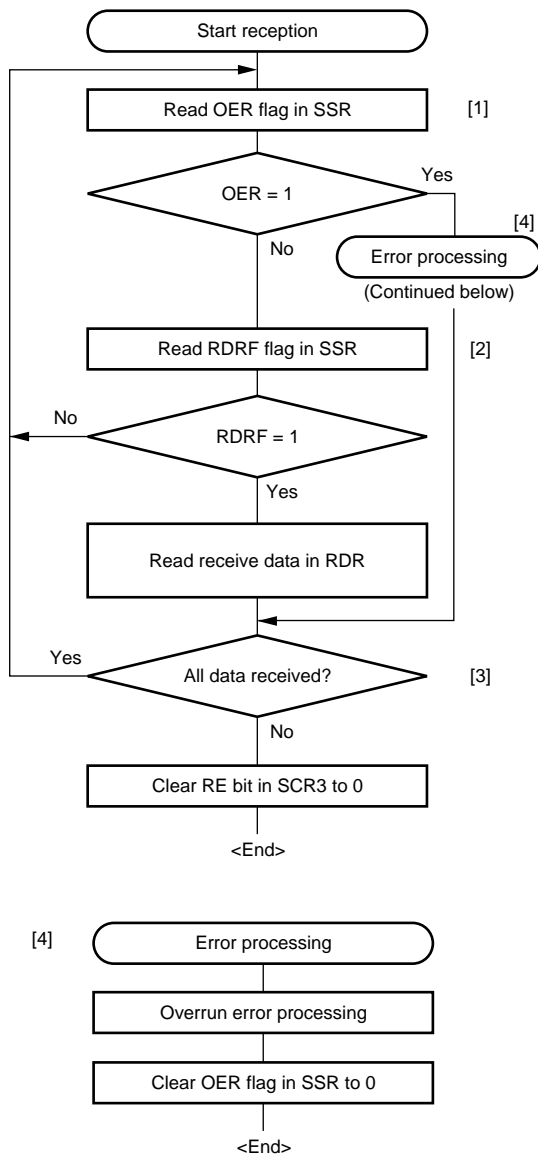 Start reception
Read OER flag in SSR
[1]
OER = 1
Yes
No
[4]
Error processing
(Continued below)
Read RDRF flag in SSR
[2]
No
RDRF = 1
Yes
Read receive data in RDR
Yes
All data received?
[3]
No
Clear RE bit in SCR3 to 0
<End>
[4]
Error processing
Overrun error processing
Clear OER flag in SSR to 0
<End>